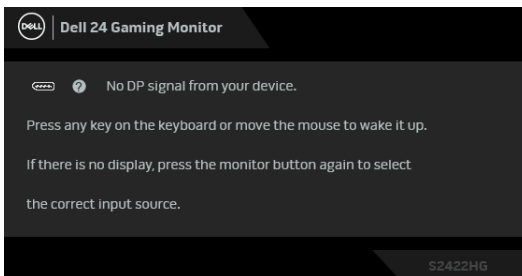 DELL
Dell 24 Gaming Monitor
? No DP signal from your device.
Press any key on the keyboard or move the mouse to wake it up.
If there is no display, press the monitor button again to select
the correct input source.
S2422HG